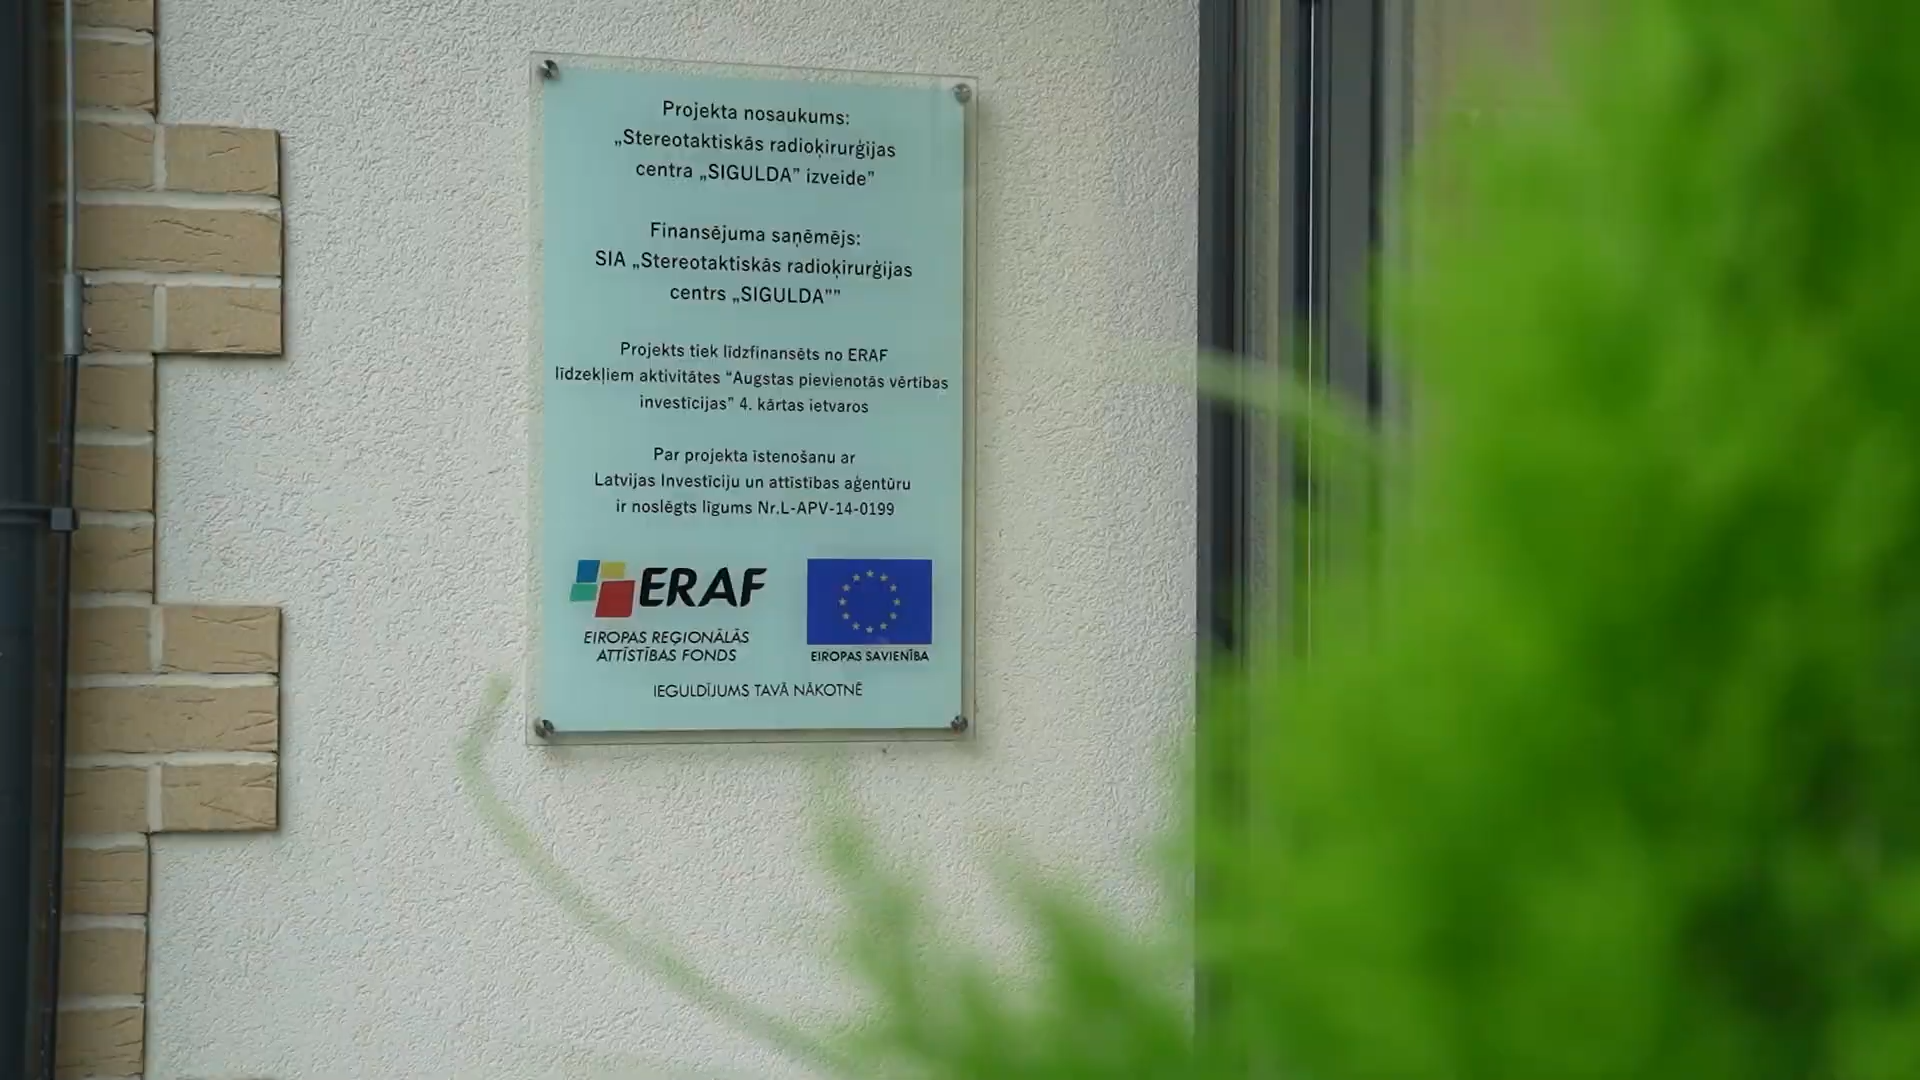 Projekta nosaukums:
„Stereotaktiskās radioķirurģijas
centra „SIGULDA” izveide”
Finansējuma saņēmējs:
SIA „Stereotaktiskās radioķirurģijas
centrs „SIGULDA””
Projekts tiek līdzfinansēts no ERAF
līdzekļiem aktivitātes “Augstas pievienotās vērtības
investīcijas” 4. kārtas ietvaros
Par projekta īstenošanu ar
Latvijas Investīciju un attīstības aģentūru
ir noslēgts līgums Nr.L-APV-14-0199
ERAF
EIROPAS REĢIONĀLĀS
ATTĪSTĪBAS FONDS
EIROPAS SAVIENĪBA
IEGULDĪJUMS TAVĀ NĀKOTNĒ